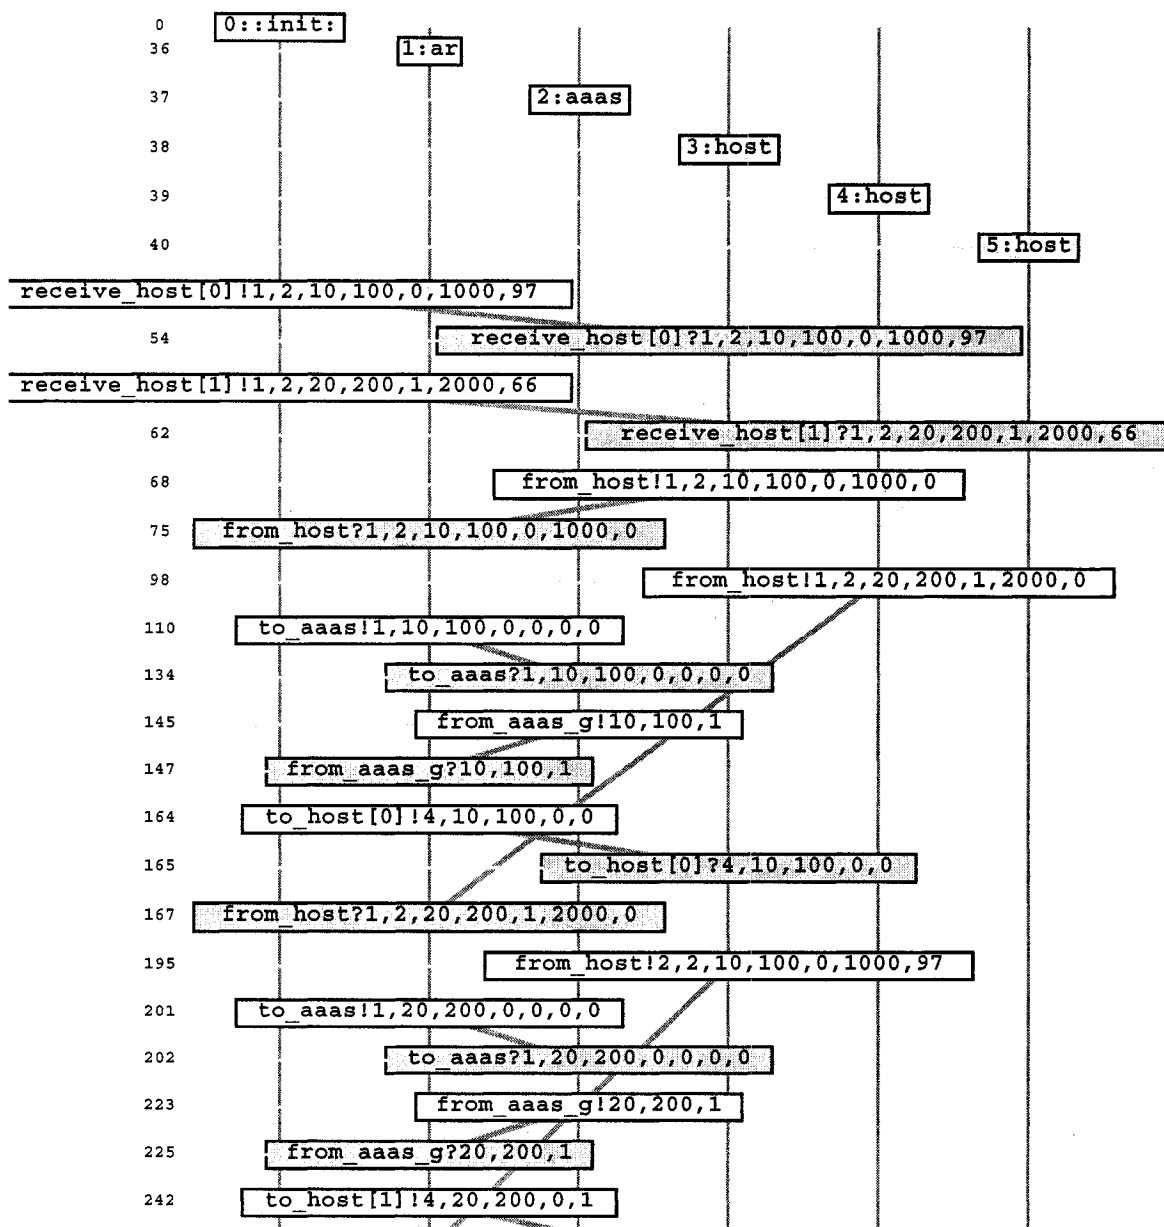 0 0::init:
36 1:ar
37 2:aaas
38 3:host
39 4:host
40 5:host
receive_host[0]!1,2,10,100,0,1000,97
54 receive_host[0]?1,2,10,100,0,1000,97
receive_host[1]!1,2,20,200,1,2000,66
62 receive_host[1]?1,2,20,200,1,2000,66
68 from_host!1,2,10,100,0,1000,0
75 from_host?1,2,10,100,0,1000,0
98 from_host!1,2,20,200,1,2000,0
110 to_aaas!1,10,100,0,0,0,0
134 to_aaas?1,10,100,0,0,0,0
145 from_aaas_g!10,100,1
147 from_aaas_g?10,100,1
164 to_host[0]!4,10,100,0,0
165 to_host[0]?4,10,100,0,0
167 from_host?1,2,20,200,1,2000,0
195 from_host!2,2,10,100,0,1000,97
201 to_aaas!1,20,200,0,0,0,0
202 to_aaas?1,20,200,0,0,0,0
223 from_aaas_g!20,200,1
225 from_aaas_g?20,200,1
242 to_host[1]!4,20,200,0,1